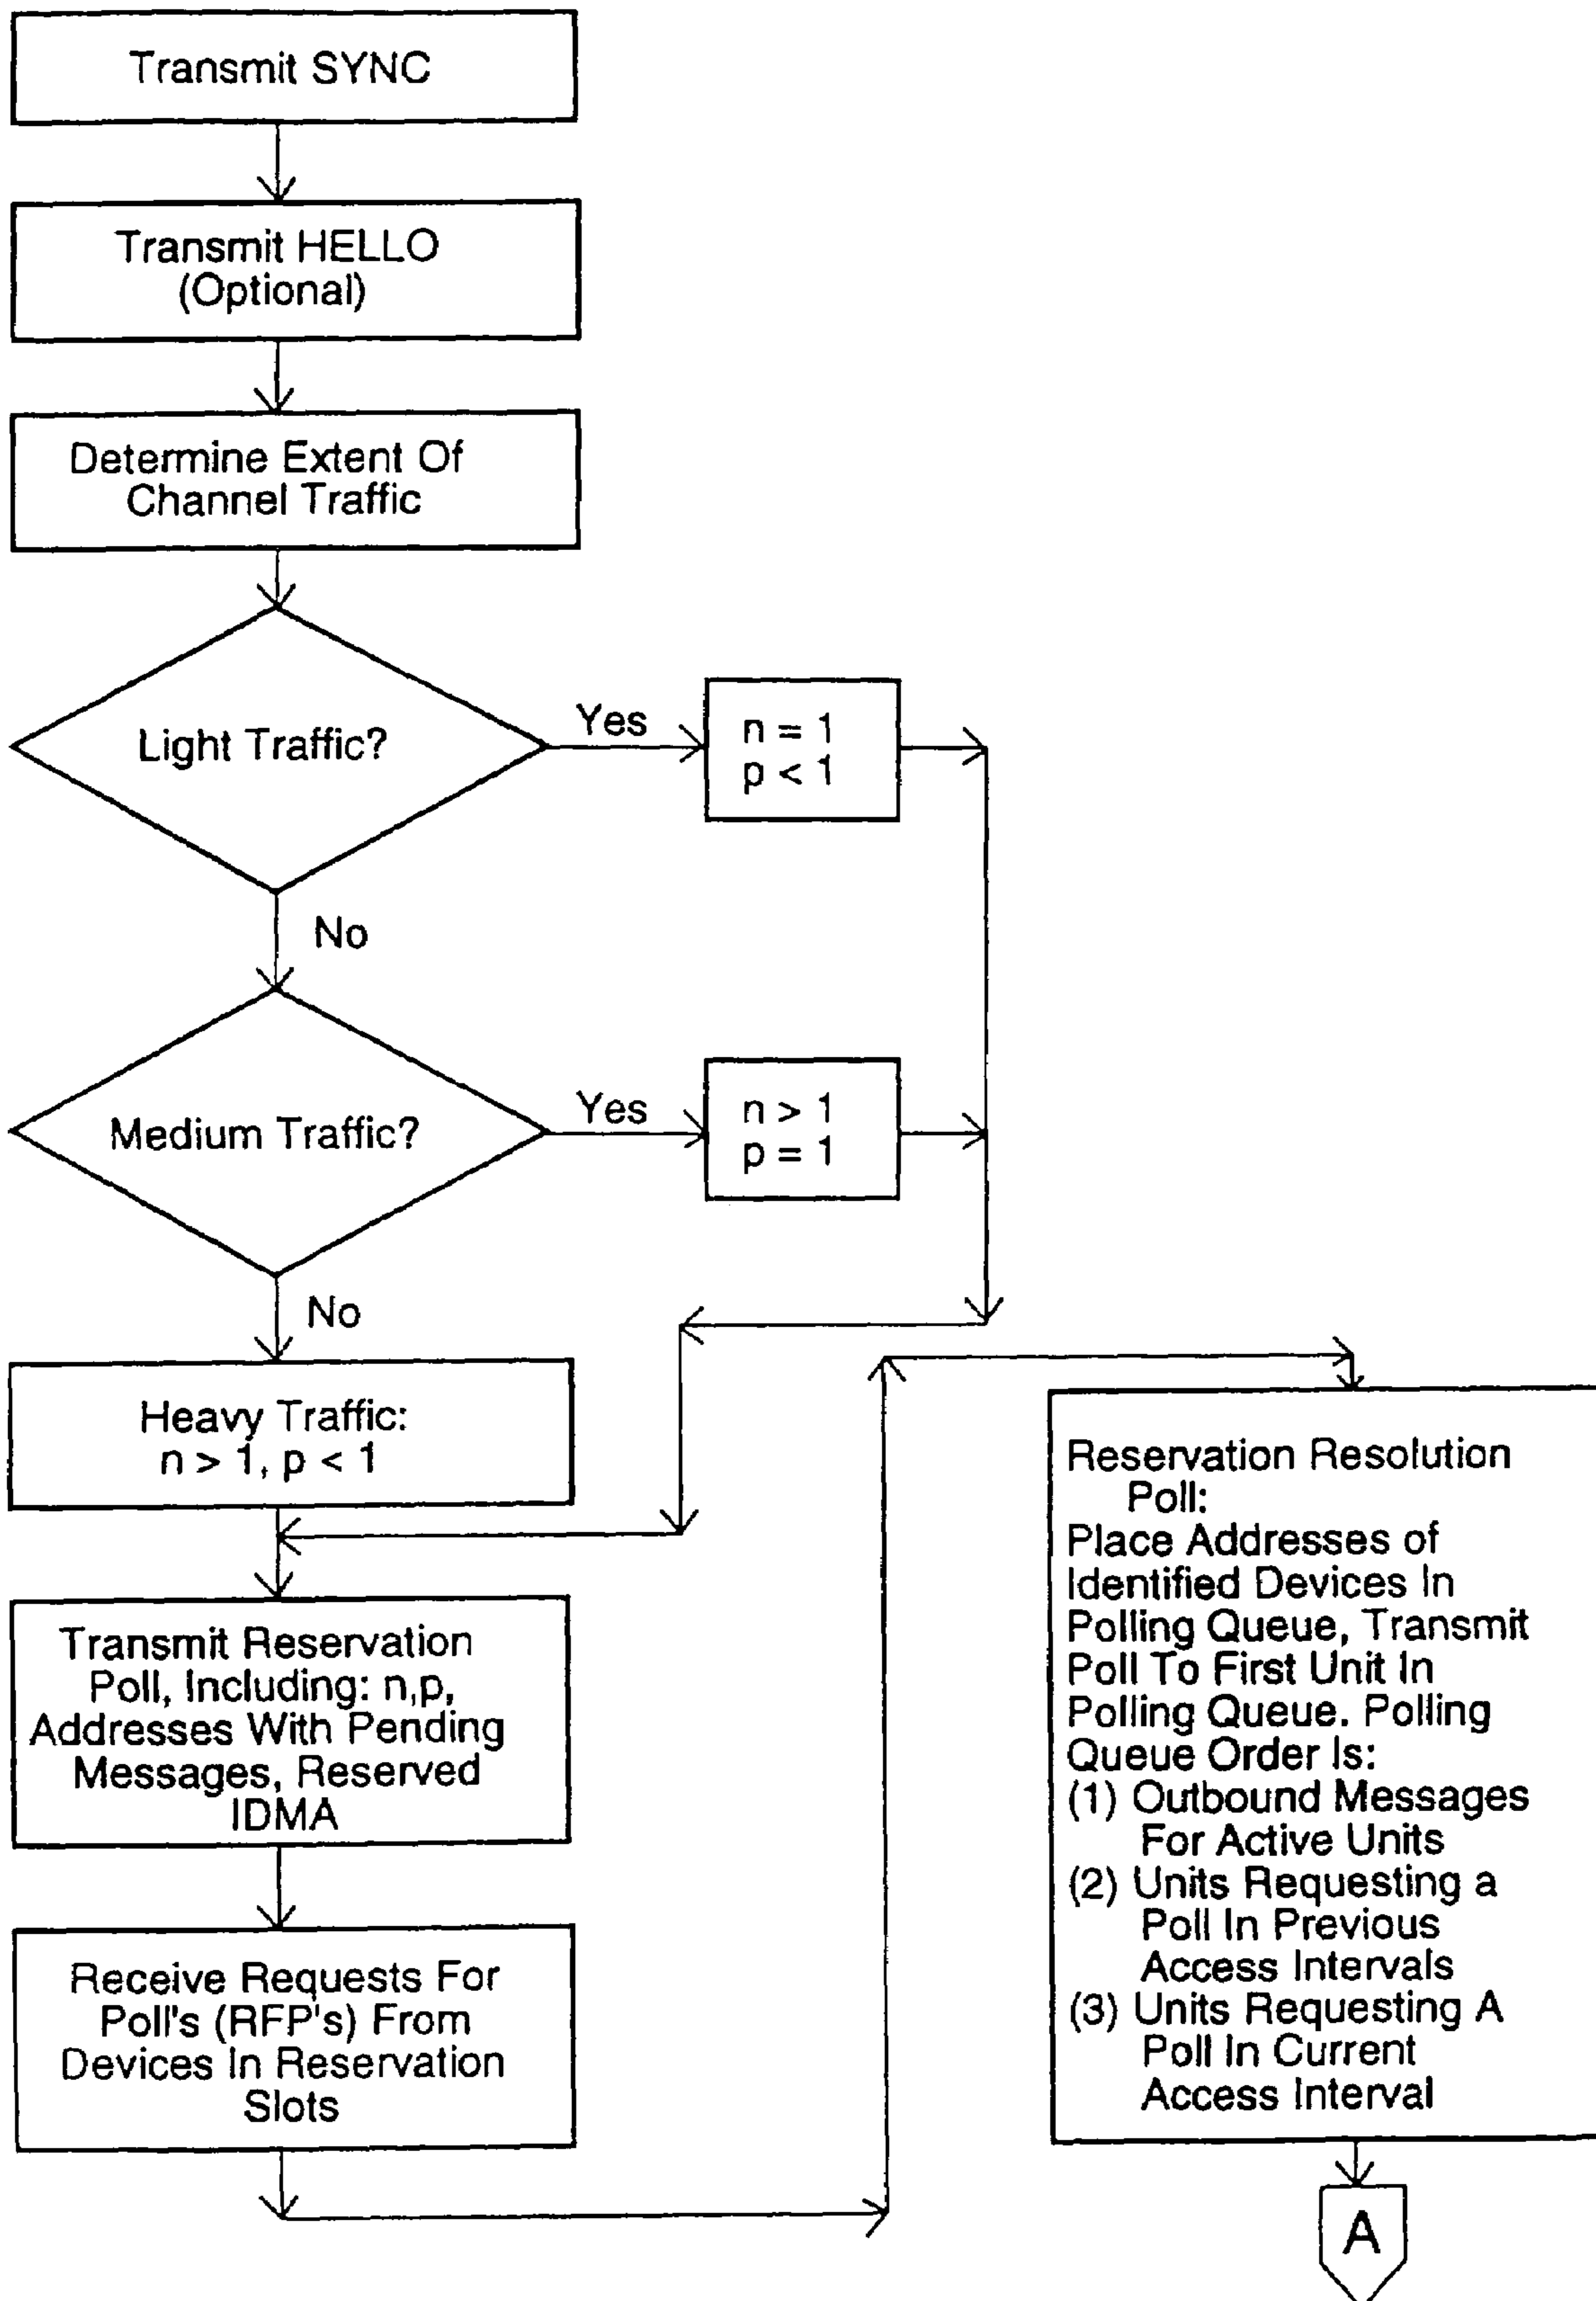 Transmit SYNC
Transmit HELLO
(Optional)
Determine Extent Of
Channel Traffic
Light Traffic?
Yes
n = 1
p < 1
No
Medium Traffic?
Yes
n > 1
p = 1
No
Heavy Traffic:
n > 1, p < 1
Transmit Reservation
Poll, Including: n,p,
Addresses With Pending
Messages, Reserved
IDMA
Receive Requests For
Poll's (RFP's) From
Devices In Reservation
Slots
Reservation Resolution
Poll:
Place Addresses of
Identified Devices In
Polling Queue, Transmit
Poll To First Unit In
Polling Queue. Polling
Queue Order Is:
(1) Outbound Messages
For Active Units
(2) Units Requesting a
Poll In Previous
Access Intervals
(3) Units Requesting A
Poll In Current
Access Interval
A